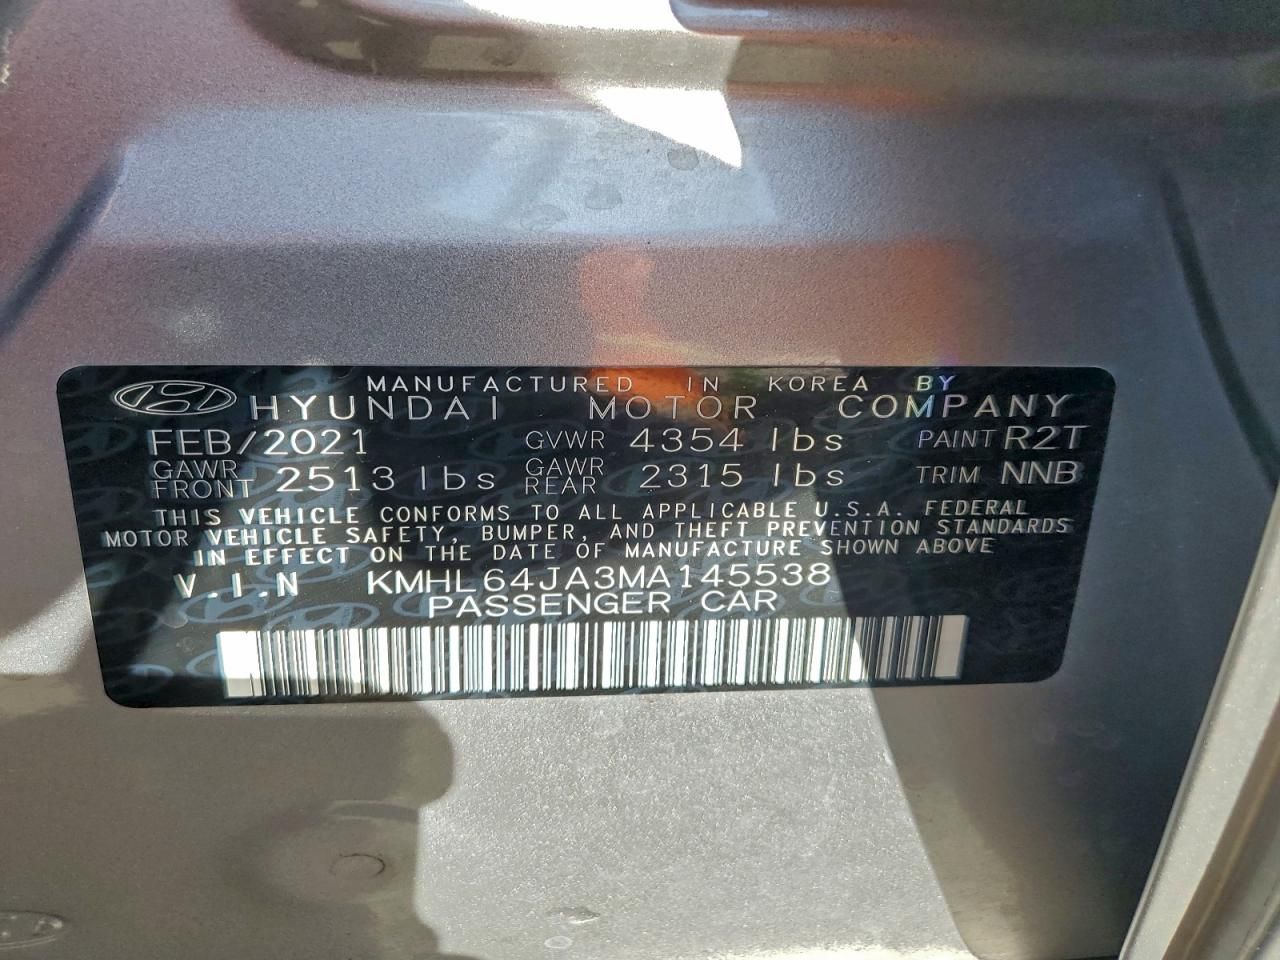 MANUFACTURED IN KOREA BY
HYUNDAI MOTOR COMPANY
FEB/2021 GVWR 4354 lbs PAINT R2T
GAWR FRONT 2513 lbs GAWR REAR 2315 lbs TRIM NNB
THIS VEHICLE CONFORMS TO ALL APPLICABLE U.S.A. FEDERAL
MOTOR VEHICLE SAFETY, BUMPER, AND THEFT PREVENTION STANDARDS
IN EFFECT ON THE DATE OF MANUFACTURE SHOWN ABOVE
V.I.N KMHL64JA3MA145538
PASSENGER CAR